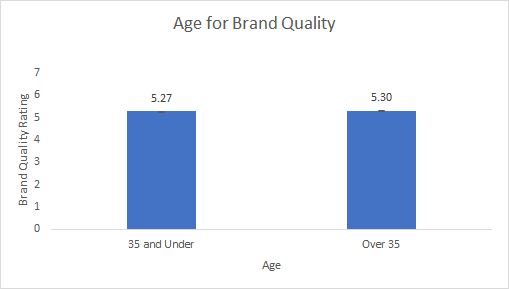 Age for Brand Quality
Brand Quality Rating
7
6
5
4
3
2
1
0
5.27
5.30
35 and Under
Over 35
Age